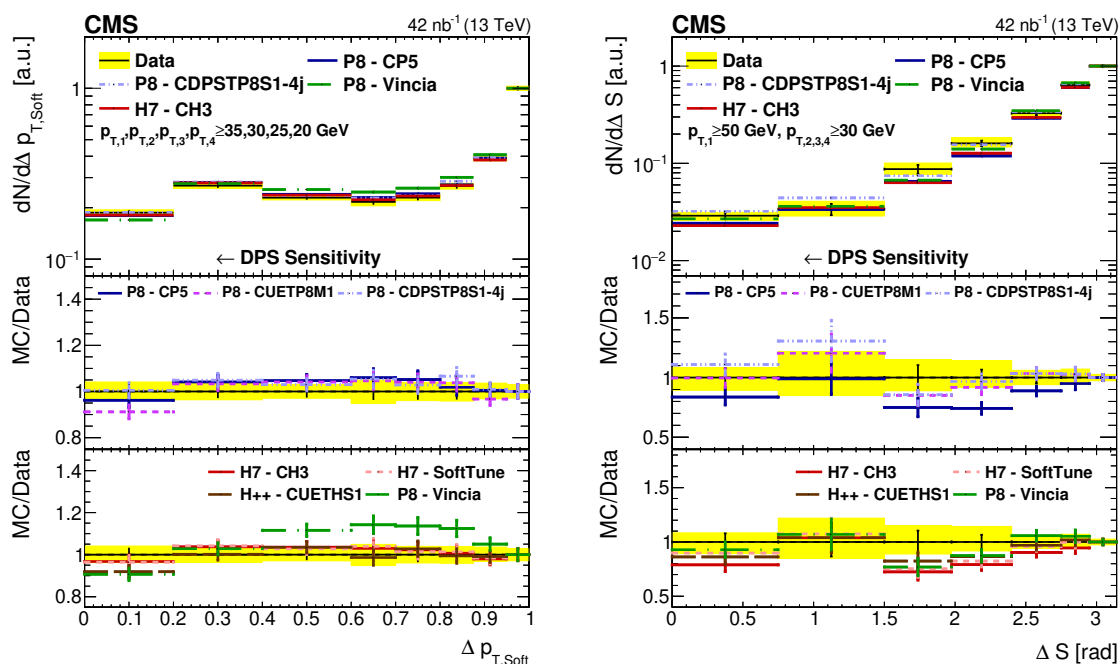 CMS 42 nb⁻¹ (13 TeV)
dN/dΔ p_T,Soft [a.u.]
Data
P8 - CP5
P8 - CDPSTP8S1-4j
P8 - Vincia
H7 - CH3
p_T,1, p_T,2, p_T,3, p_T,4 ≥35,30,25,20 GeV
1
10⁻¹
← DPS Sensitivity
MC/Data
P8 - CP5 P8 - CUETP8M1 P8 - CDPSTP8S1-4j
1.4
1.2
1
0.8
MC/Data
H7 - CH3 H7 - SoftTune
H++ - CUETHS1 P8 - Vincia
1.4
1.2
1
0.8
0 0.1 0.2 0.3 0.4 0.5 0.6 0.7 0.8 0.9 1
Δ p_T,Soft
CMS 42 nb⁻¹ (13 TeV)
dN/dΔ S [a.u.]
Data
P8 - CP5
P8 - CDPSTP8S1-4j
P8 - Vincia
H7 - CH3
p_T,1 ≥50 GeV, p_T,2,3,4 ≥30 GeV
1
10⁻¹
10⁻²
← DPS Sensitivity
MC/Data
P8 - CP5 P8 - CUETP8M1 P8 - CDPSTP8S1-4j
1.5
1
0.5
MC/Data
H7 - CH3 H7 - SoftTune
H++ - CUETHS1 P8 - Vincia
1.5
1
0.5
0 0.5 1 1.5 2 2.5 3
Δ S [rad]